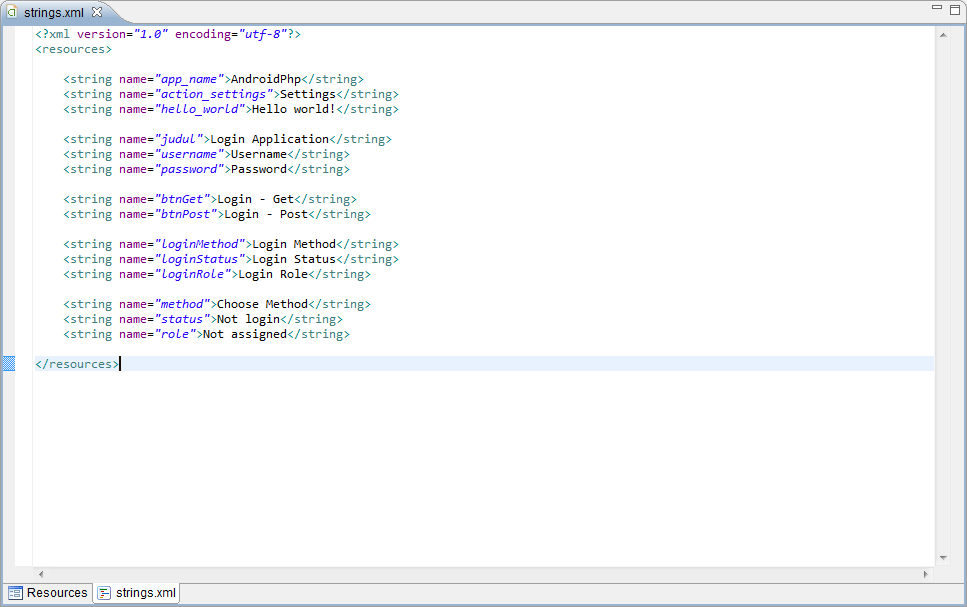 strings.xml
<?xml version="1.0" encoding="utf-8"?>
<resources>
<string name="app_name">AndroidPhp</string>
<string name="action_settings">Settings</string>
<string name="hello_world">Hello world!</string>
<string name="judul">Login Application</string>
<string name="username">Username</string>
<string name="password">Password</string>
<string name="btnGet">Login - Get</string>
<string name="btnPost">Login - Post</string>
<string name="loginMethod">Login Method</string>
<string name="loginStatus">Login Status</string>
<string name="loginRole">Login Role</string>
<string name="method">Choose Method</string>
<string name="status">Not login</string>
<string name="role">Not assigned</string>
</resources>
Resources strings.xml